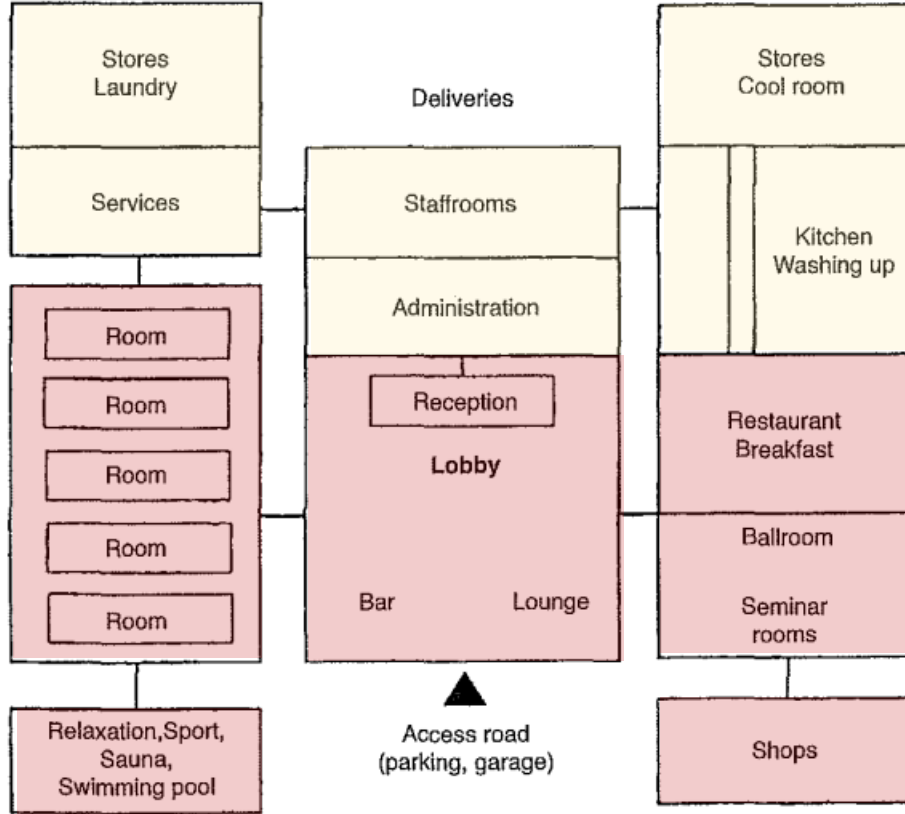 Stores
Laundry
Services
Deliveries
Stores
Cool room
Staffrooms
Administration
Kitchen
Washing up
Room
Room
Room
Room
Room
Reception
Lobby
Bar
Lounge
Restaurant
Breakfast
Ballroom
Seminar
rooms
Relaxation,Sport,
Sauna,
Swimming pool
Access road
(parking, garage)
Shops